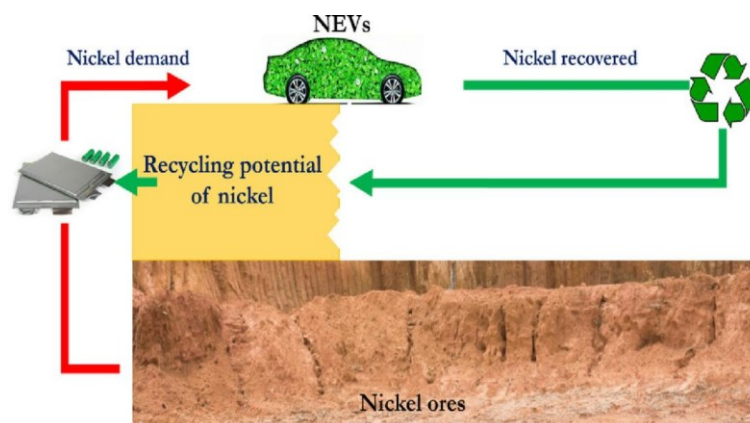 NEVs
Nickel demand
Nickel recovered
Recycling potential
of nickel
Nickel ores